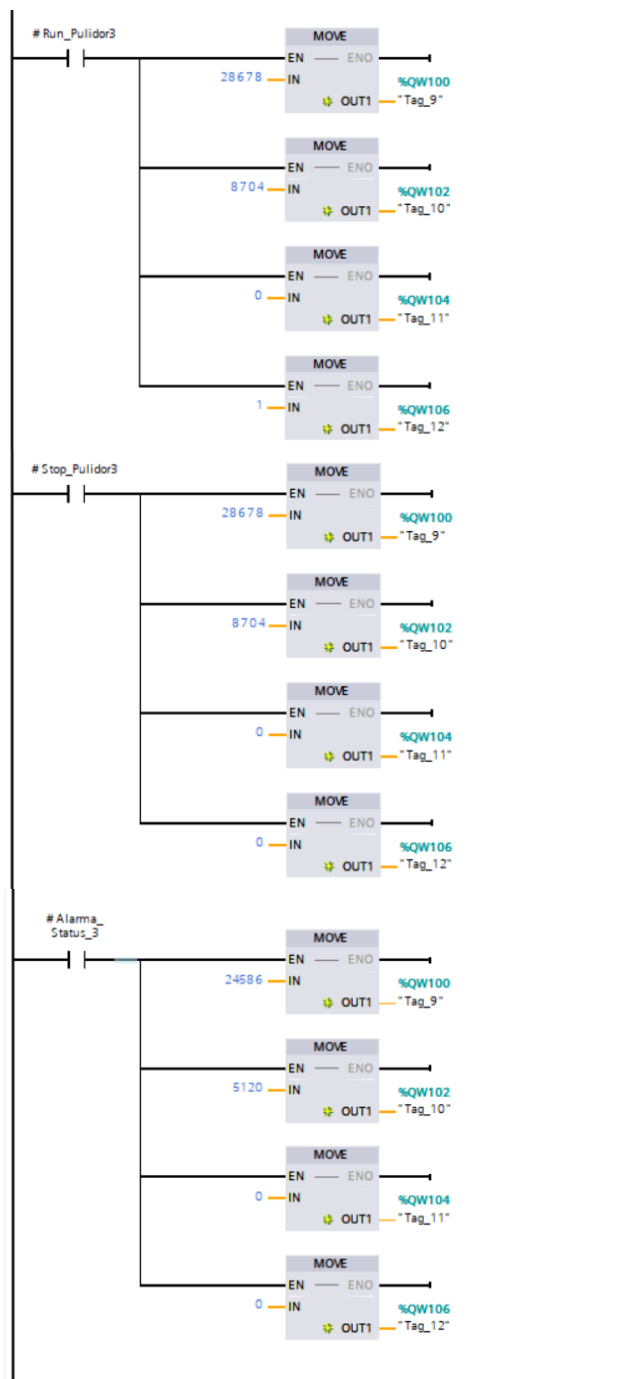 # Run_Pulidor3
MOVE
EN ENO
28678 IN
%QW100
OUT1 "Tag_9"
MOVE
EN ENO
8704 IN
%QW102
OUT1 "Tag_10"
MOVE
EN ENO
0 IN
%QW104
OUT1 "Tag_11"
MOVE
EN ENO
1 IN
%QW106
OUT1 "Tag_12"
# Stop_Pulidor3
MOVE
EN ENO
28678 IN
%QW100
OUT1 "Tag_9"
MOVE
EN ENO
8704 IN
%QW102
OUT1 "Tag_10"
MOVE
EN ENO
0 IN
%QW104
OUT1 "Tag_11"
MOVE
EN ENO
0 IN
%QW106
OUT1 "Tag_12"
# Alarma_
Status_3
MOVE
EN ENO
24586 IN
%QW100
OUT1 "Tag_9"
MOVE
EN ENO
5120 IN
%QW102
OUT1 "Tag_10"
MOVE
EN ENO
0 IN
%QW104
OUT1 "Tag_11"
MOVE
EN ENO
0 IN
%QW106
OUT1 "Tag_12"